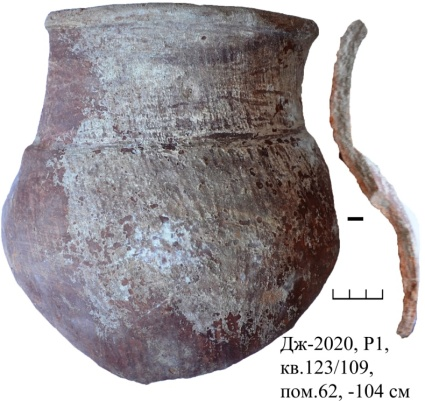 Дж-2020, Р1,
кв.123/109,
пом.62, -104 см